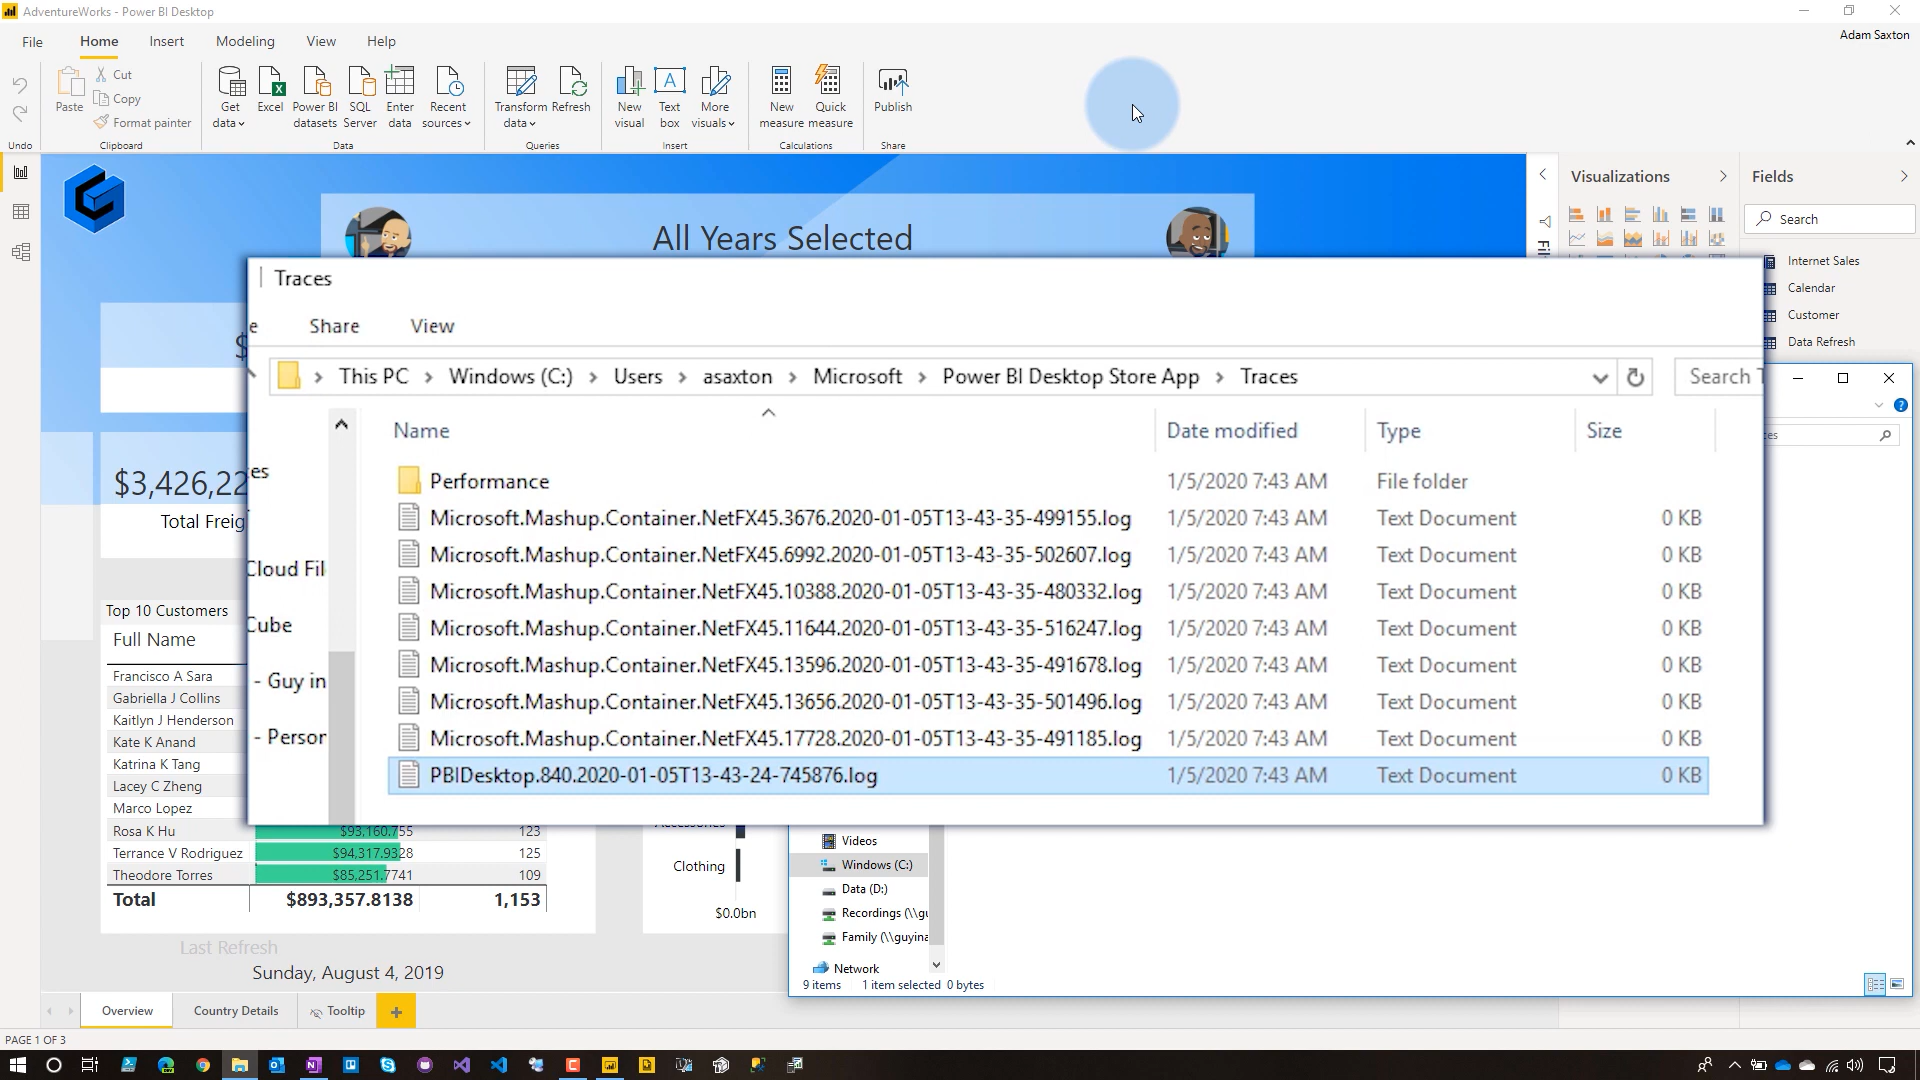 AdventureWorks - Power BI Desktop
Adam Saxton
File Home Insert Modeling View Help
Paste
Cut
Copy
Format painter
Get data
Excel
Power BI datasets
SQL Server
Enter data
Recent sources
Transform data
Refresh
New visual
Text box
More visuals
New measure
Quick measure
Publish
Undo Clipboard Data Queries Insert Calculations Share
All Years Selected
Visualizations
Fields
Search
Internet Sales
Calendar
Customer
Data Refresh
Traces
e Share View
This PC > Windows (C:) > Users > asaxton > Microsoft > Power BI Desktop Store App > Traces
Search T
Name Date modified Type Size
Performance 1/5/2020 7:43 AM File folder
Microsoft.Mashup.Container.NetFX45.3676.2020-01-05T13-43-35-499155.log 1/5/2020 7:43 AM Text Document 0 KB
Microsoft.Mashup.Container.NetFX45.6992.2020-01-05T13-43-35-502607.log 1/5/2020 7:43 AM Text Document 0 KB
Microsoft.Mashup.Container.NetFX45.10388.2020-01-05T13-43-35-480332.log 1/5/2020 7:43 AM Text Document 0 KB
Microsoft.Mashup.Container.NetFX45.11644.2020-01-05T13-43-35-516247.log 1/5/2020 7:43 AM Text Document 0 KB
Microsoft.Mashup.Container.NetFX45.13596.2020-01-05T13-43-35-491678.log 1/5/2020 7:43 AM Text Document 0 KB
Microsoft.Mashup.Container.NetFX45.13656.2020-01-05T13-43-35-501496.log 1/5/2020 7:43 AM Text Document 0 KB
Microsoft.Mashup.Container.NetFX45.17728.2020-01-05T13-43-35-491185.log 1/5/2020 7:43 AM Text Document 0 KB
PBIDesktop.840.2020-01-05T13-43-24-745876.log 1/5/2020 7:43 AM Text Document 0 KB
es
Cloud Fil
Cube
- Guy in
- Person
$
$3,426,22
Total Freig
Top 10 Customers
Full Name
Francisco A Sara
Gabriella J Collins
Kaitlyn J Henderson
Kate K Anand
Katrina K Tang
Lacey C Zheng
Marco Lopez
Rosa K Hu $93,160.755 123
Terrance V Rodriguez $94,317.9328 125
Theodore Torres $85,251.7741 109
Total $893,357.8138 1,153
Clothing
$0.0bn
Last Refresh
Sunday, August 4, 2019
Videos
Windows (C:)
Data (D:)
Recordings (\\gu
Family (\\guyina
Network
9 items 1 item selected 0 bytes
Overview Country Details Tooltip +
PAGE 1 OF 3